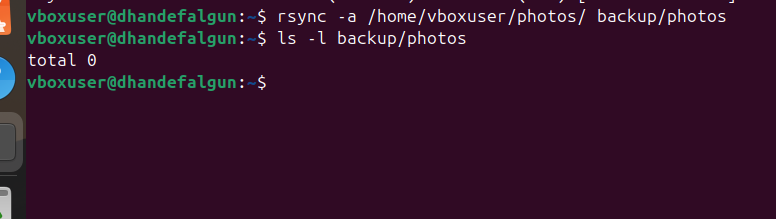 vboxuser@dhandefalgun:~$ rsync -a /home/vboxuser/photos/ backup/photos
vboxuser@dhandefalgun:~$ ls -l backup/photos
total 0
vboxuser@dhandefalgun:~$